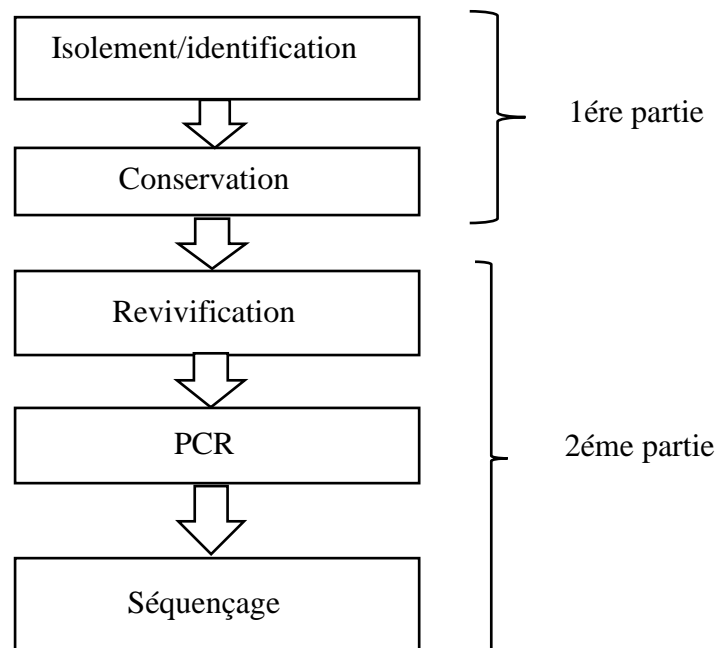 Isolement/identification
1ére partie
Conservation
Revivification
PCR
2éme partie
Séquençage